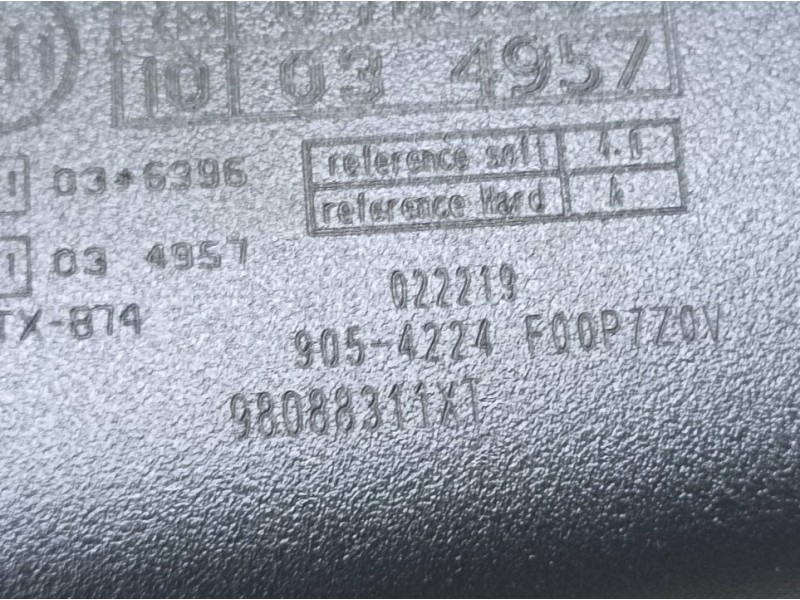 10 03 4957
reference soft 4.0
03*6396
reference Hard A
1 03 4957
022219
TX-874
905-4224 F00P7Z0V
98088311XT